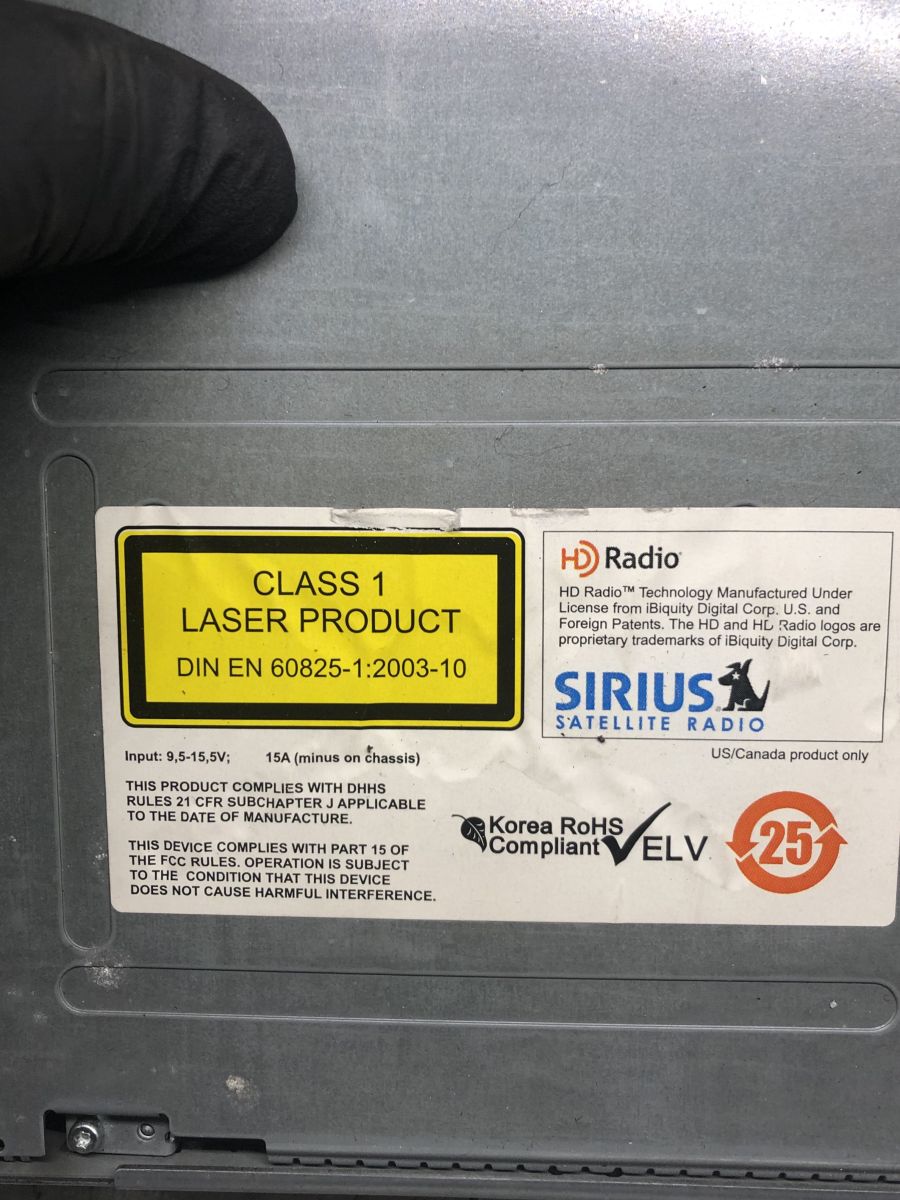 CLASS 1
LASER PRODUCT
DIN EN 60825-1:2003-10
HD Radio
HD Radio™ Technology Manufactured Under
License from iBiquity Digital Corp. U.S. and
Foreign Patents. The HD and HD Radio logos are
proprietary trademarks of iBiquity Digital Corp.
SIRIUS
SATELLITE RADIO
US/Canada product only
Input: 9,5-15,5V; 15A (minus on chassis)
THIS PRODUCT COMPLIES WITH DHHS
RULES 21 CFR SUBCHAPTER J APPLICABLE
TO THE DATE OF MANUFACTURE.
THIS DEVICE COMPLIES WITH PART 15 OF
THE FCC RULES. OPERATION IS SUBJECT
TO THE CONDITION THAT THIS DEVICE
DOES NOT CAUSE HARMFUL INTERFERENCE.
Korea RoHS
Compliant
ELV
25